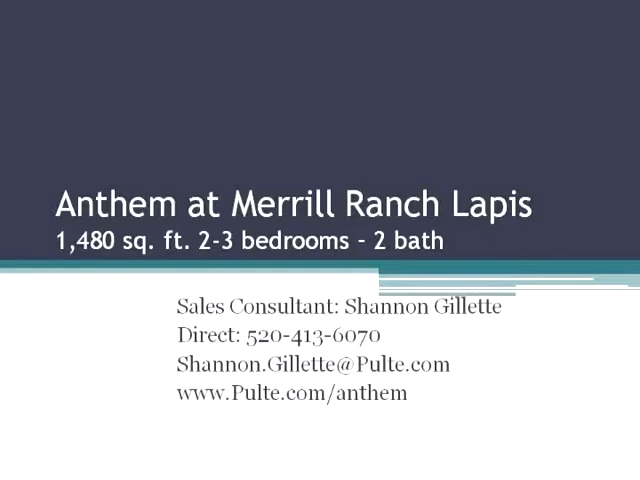 Anthem at Merrill Ranch Lapis
1,480 sq. ft. 2-3 bedrooms – 2 bath
Sales Consultant: Shannon Gillette
Direct: 520-413-6070
Shannon.Gillette@Pulte.com
www.Pulte.com/anthem